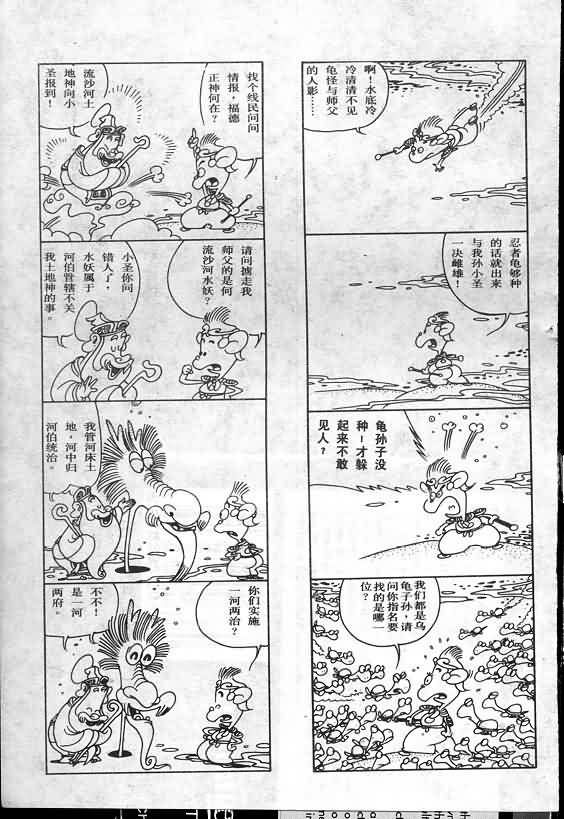 啊！水底冷
冷清清不见
龟怪与师父
的人影……
忍者龟够种
的话就出来
与我孙小圣
一决雌雄！
龟孙子没
种－才躲
起来不敢
见人？
我们都是乌
龟子孙，请
问你指名要
找的是哪一
位？
找个线民问问
情报，福德
正神何在？
流沙河土
地神向小
圣报到！
请问掳走我
师父的是何
流沙河水妖？
小圣你问
错人了，
水妖属于
河伯管辖不关
我土地神的事。
我管河床土
地，河中归
河伯统治。
你们实施
一河两治？
不不！
是一河
两府。